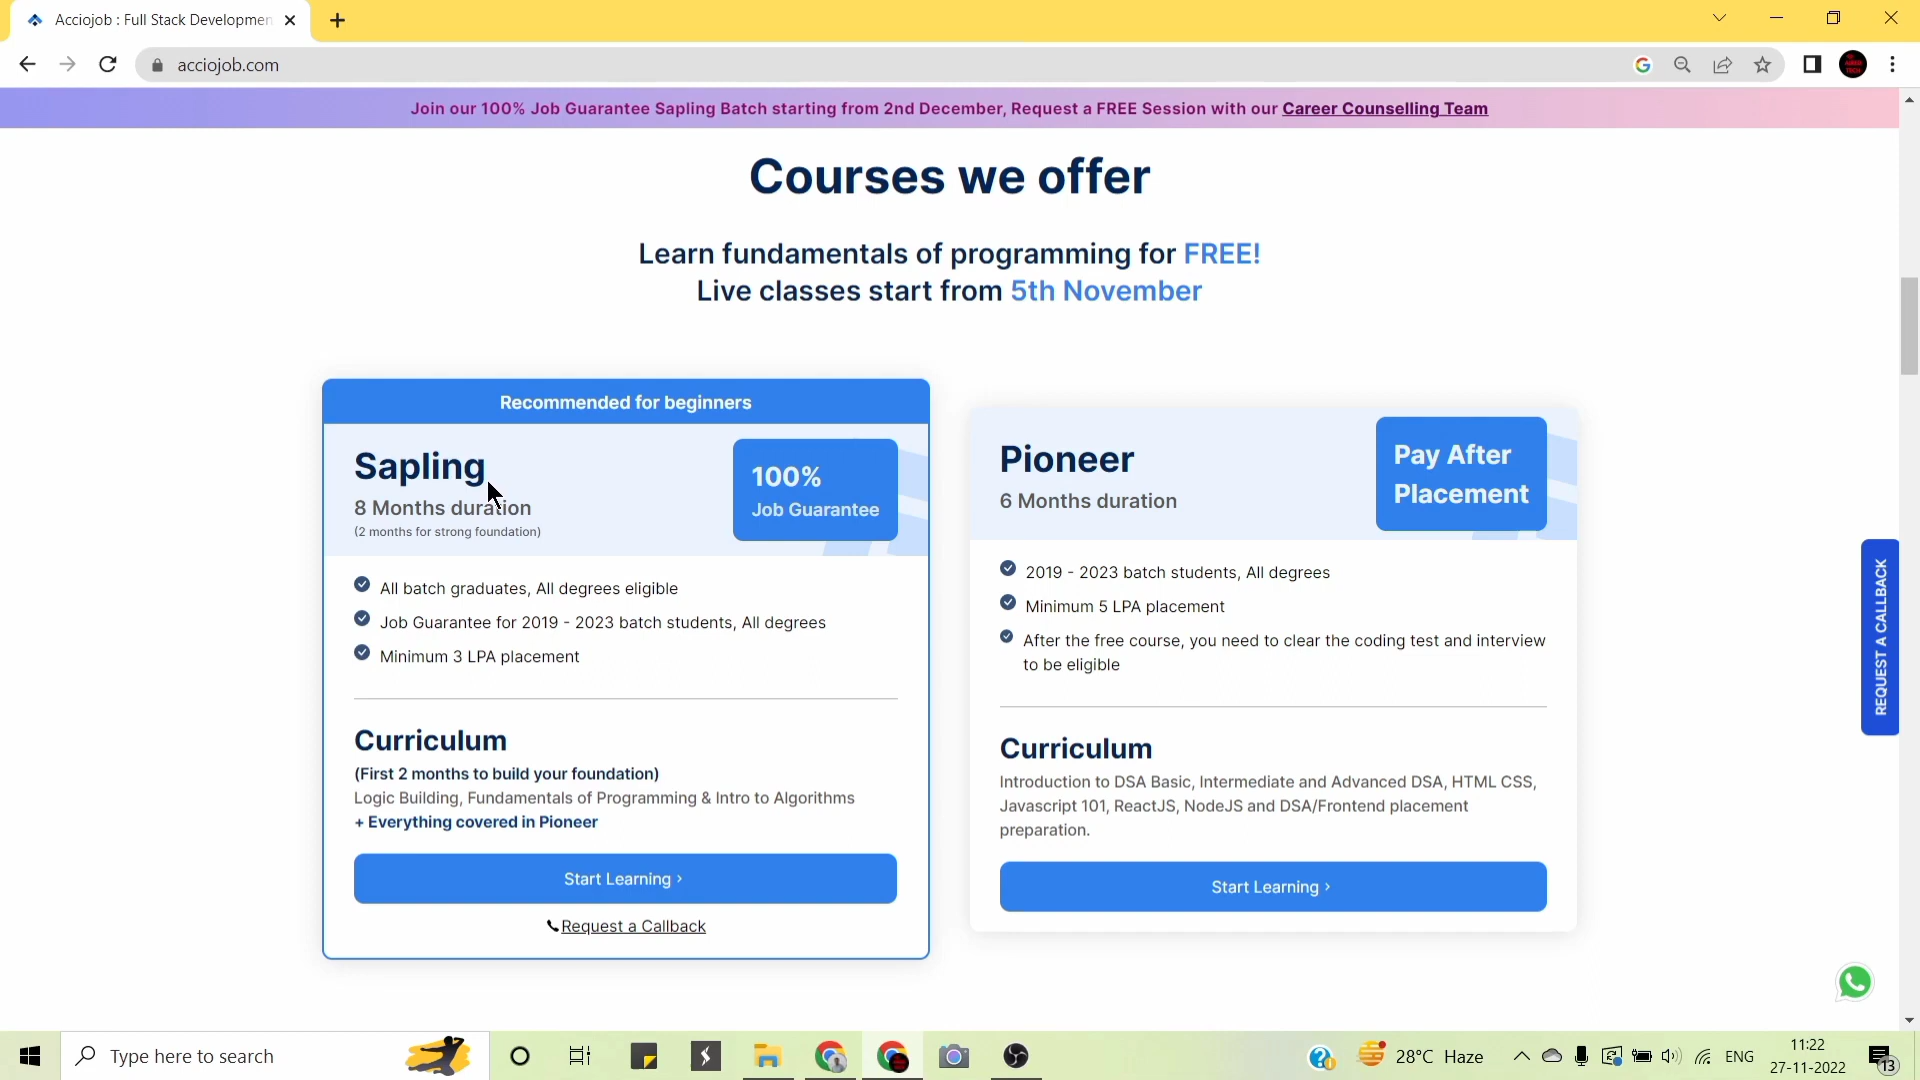 Acciojob : Full Stack Developmen
acciojob.com
Join our 100% Job Guarantee Sapling Batch starting from 2nd December, Request a FREE Session with our Career Counselling Team
Courses we offer
Learn fundamentals of programming for FREE!
Live classes start from 5th November
Recommended for beginners
Sapling
8 Months duration
(2 months for strong foundation)
100%
Job Guarantee
All batch graduates, All degrees eligible
Job Guarantee for 2019 - 2023 batch students, All degrees
Minimum 3 LPA placement
Curriculum
(First 2 months to build your foundation)
Logic Building, Fundamentals of Programming & Intro to Algorithms
+ Everything covered in Pioneer
Start Learning ›
Request a Callback
Pioneer
6 Months duration
Pay After
Placement
2019 - 2023 batch students, All degrees
Minimum 5 LPA placement
After the free course, you need to clear the coding test and interview
to be eligible
Curriculum
Introduction to DSA Basic, Intermediate and Advanced DSA, HTML CSS,
Javascript 101, ReactJS, NodeJS and DSA/Frontend placement
preparation.
Start Learning ›
REQUEST A CALLBACK
Type here to search
28°C Haze
ENG
11:22
27-11-2022
13